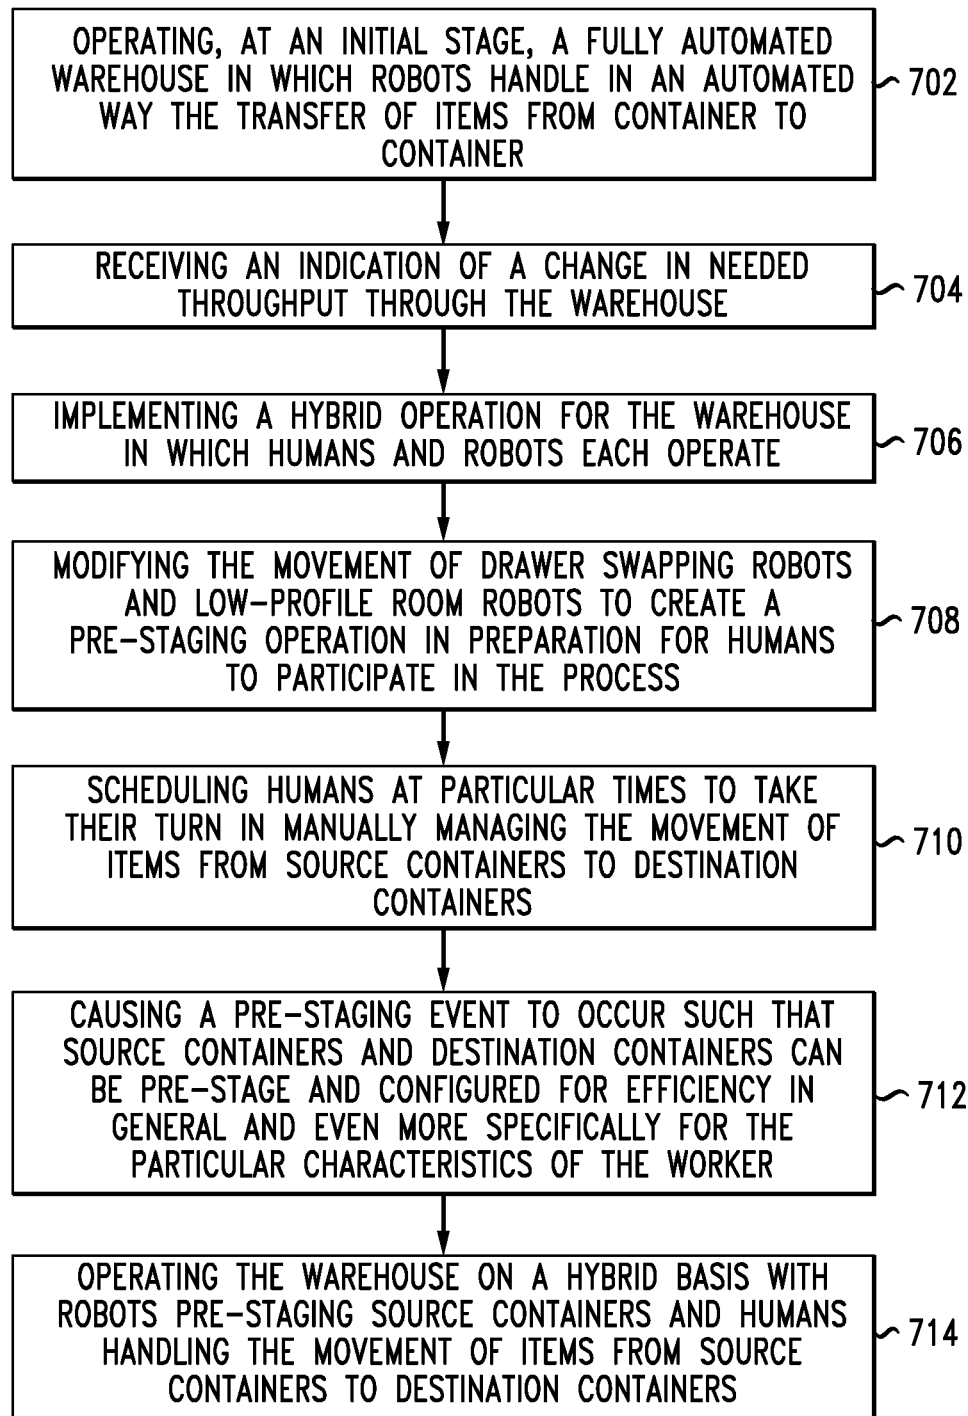 OPERATING, AT AN INITIAL STAGE, A FULLY AUTOMATED
WAREHOUSE IN WHICH ROBOTS HANDLE IN AN AUTOMATED
WAY THE TRANSFER OF ITEMS FROM CONTAINER TO
CONTAINER
702
RECEIVING AN INDICATION OF A CHANGE IN NEEDED
THROUGHPUT THROUGH THE WAREHOUSE
704
IMPLEMENTING A HYBRID OPERATION FOR THE WAREHOUSE
IN WHICH HUMANS AND ROBOTS EACH OPERATE
706
MODIFYING THE MOVEMENT OF DRAWER SWAPPING ROBOTS
AND LOW-PROFILE ROOM ROBOTS TO CREATE A
PRE-STAGING OPERATION IN PREPARATION FOR HUMANS
TO PARTICIPATE IN THE PROCESS
708
SCHEDULING HUMANS AT PARTICULAR TIMES TO TAKE
THEIR TURN IN MANUALLY MANAGING THE MOVEMENT OF
ITEMS FROM SOURCE CONTAINERS TO DESTINATION
CONTAINERS
710
CAUSING A PRE-STAGING EVENT TO OCCUR SUCH THAT
SOURCE CONTAINERS AND DESTINATION CONTAINERS CAN
BE PRE-STAGE AND CONFIGURED FOR EFFICIENCY IN
GENERAL AND EVEN MORE SPECIFICALLY FOR THE
PARTICULAR CHARACTERISTICS OF THE WORKER
712
OPERATING THE WAREHOUSE ON A HYBRID BASIS WITH
ROBOTS PRE-STAGING SOURCE CONTAINERS AND HUMANS
HANDLING THE MOVEMENT OF ITEMS FROM SOURCE
CONTAINERS TO DESTINATION CONTAINERS
714